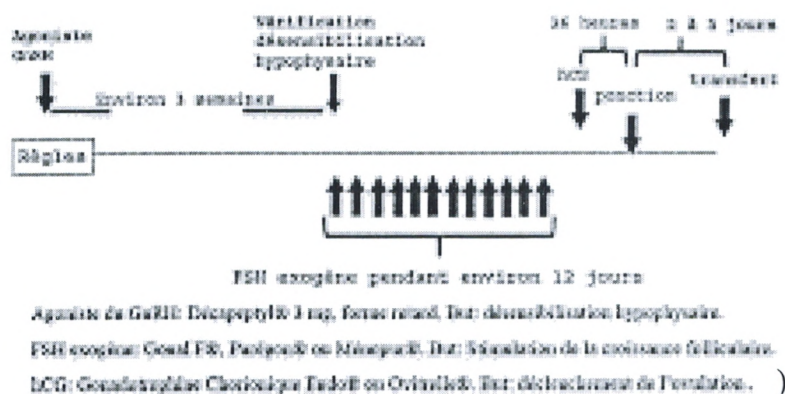 Agoniste
GnRH
Vérification
désensibilisation
hypophysaire
36 heures
2 à 5 jours
hCG
ponction
transfert
Environ 3 semaines
Règles
FSH exogène pendant environ 12 jours
Agoniste du GnRH: Décapeptyl® 3 mg, forme retard, But: désensibilisation hypophysaire.
FSH exogène: Gonal F®, Purégon® ou Ménopur®, But: Stimulation de la croissance folliculaire.
hCG: Gonadotrophine Chorionique Endo® ou Ovitrelle®, But: déclenchement de l'ovulation. )